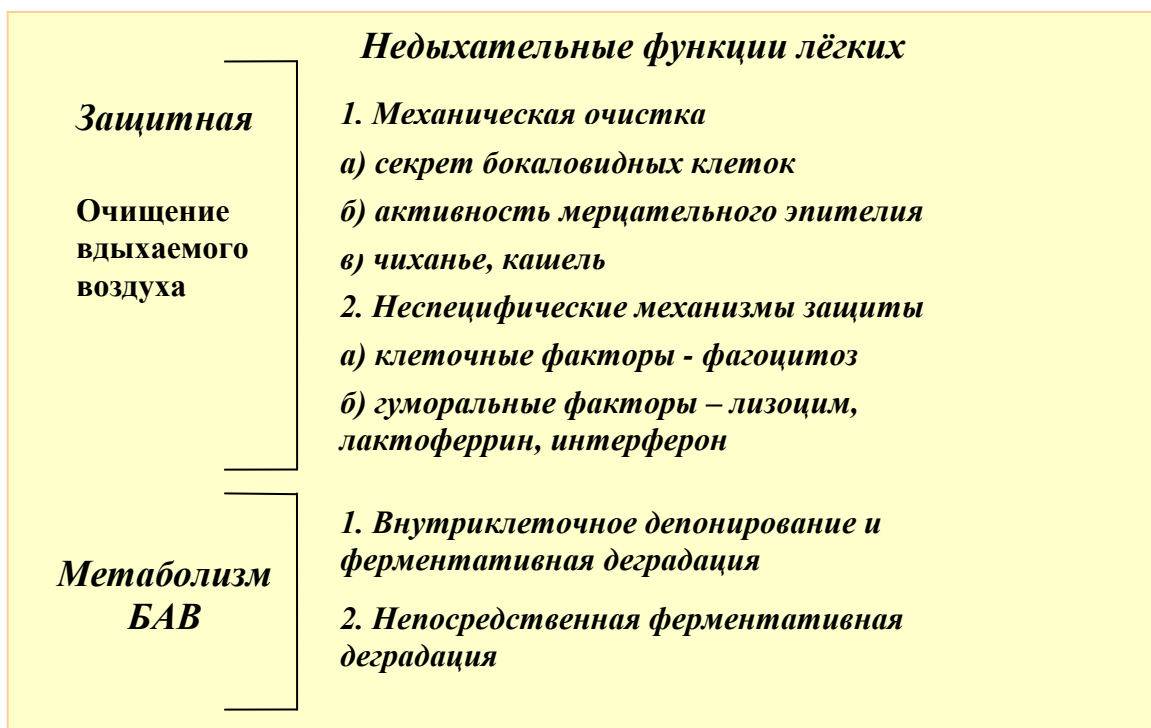 Недыхательные функции лёгких
Защитная
Очищение
вдыхаемого
воздуха
1. Механическая очистка
а) секрет бокаловидных клеток
б) активность мерцательного эпителия
в) чиханье, кашель
2. Неспецифические механизмы защиты
а) клеточные факторы - фагоцитоз
б) гуморальные факторы – лизоцим,
лактоферрин, интерферон
Метаболизм
БАВ
1. Внутриклеточное депонирование и
ферментативная деградация
2. Непосредственная ферментативная
деградация